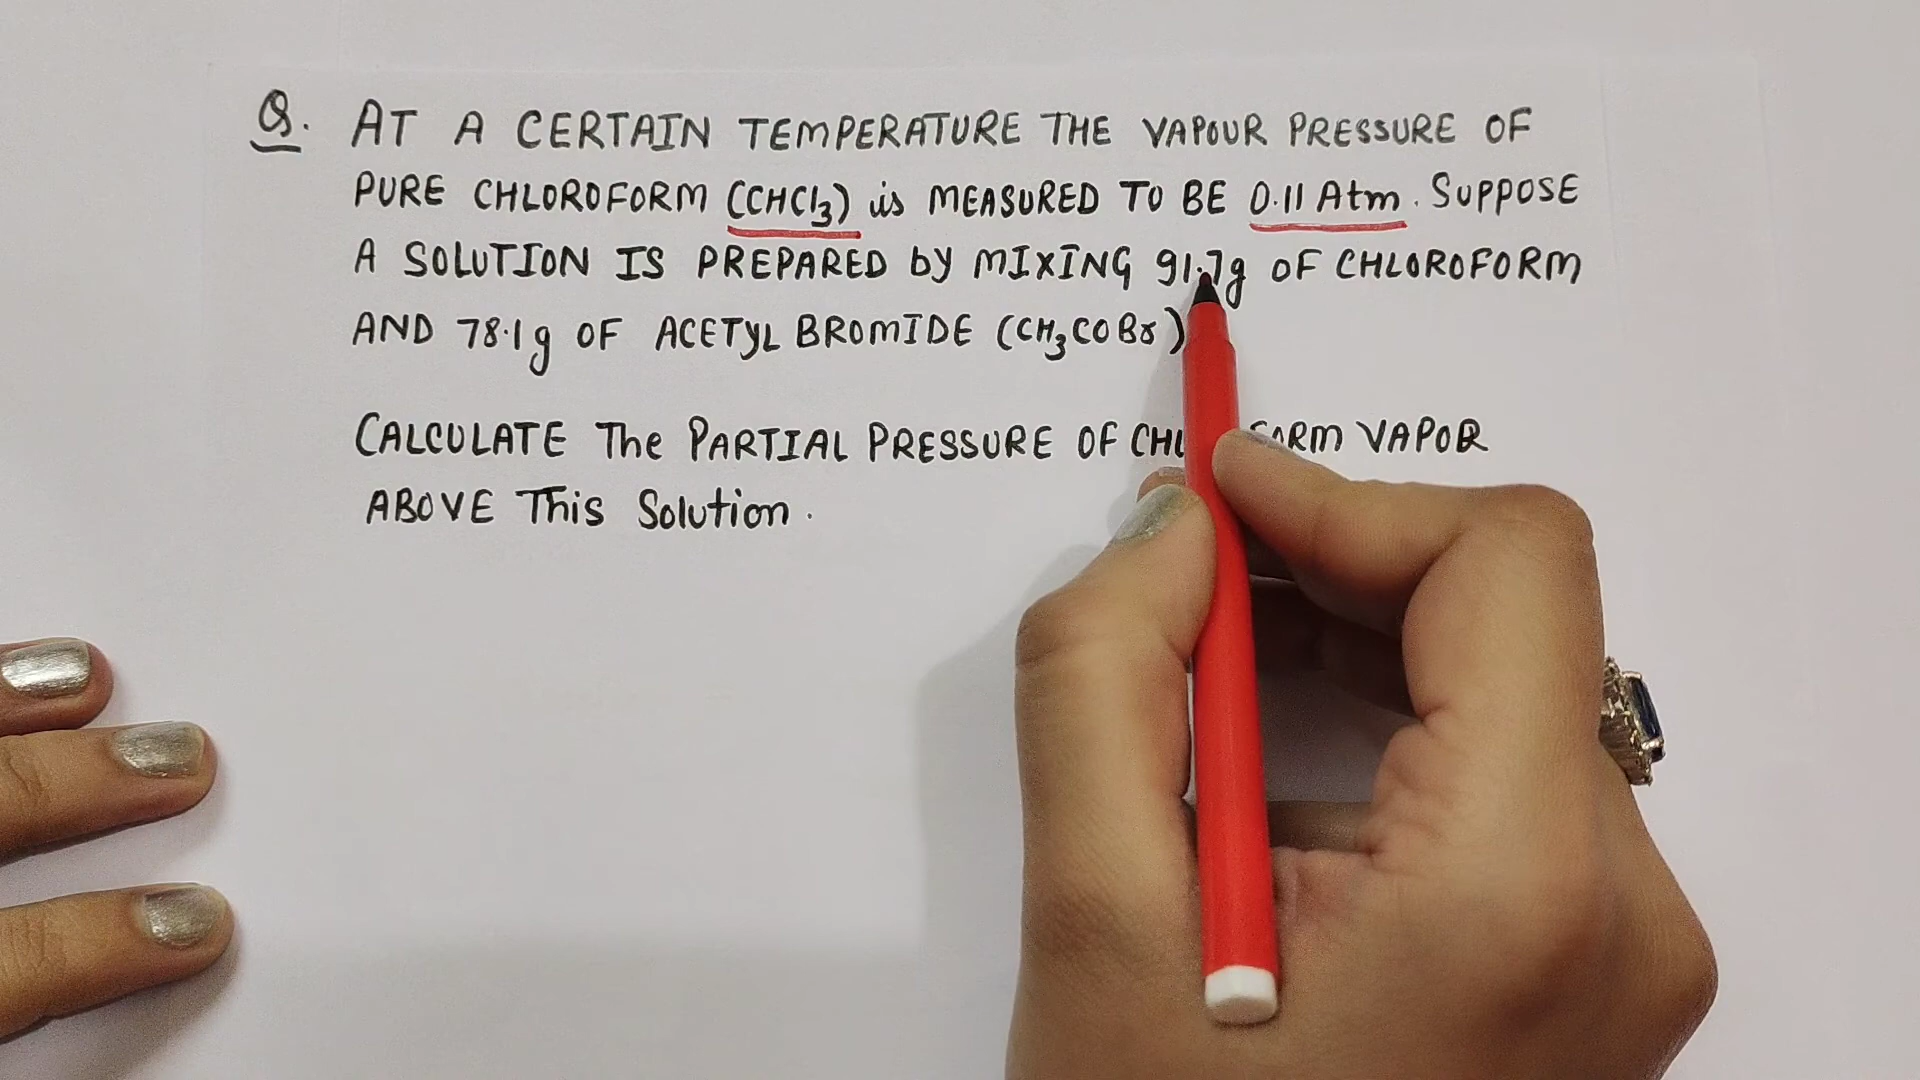 Q. AT A CERTAIN TEMPERATURE THE VAPOUR PRESSURE OF
PURE CHLOROFORM (CHCl3) is MEASURED TO BE 0.11 Atm. SUPPOSE
A SOLUTION IS PREPARED by MIXING 91.7g OF CHLOROFORM
AND 78.1g OF ACETYL BROMIDE (CH3COBr)
CALCULATE The PARTIAL PRESSURE OF VAPOR
ABOVE This Solution.